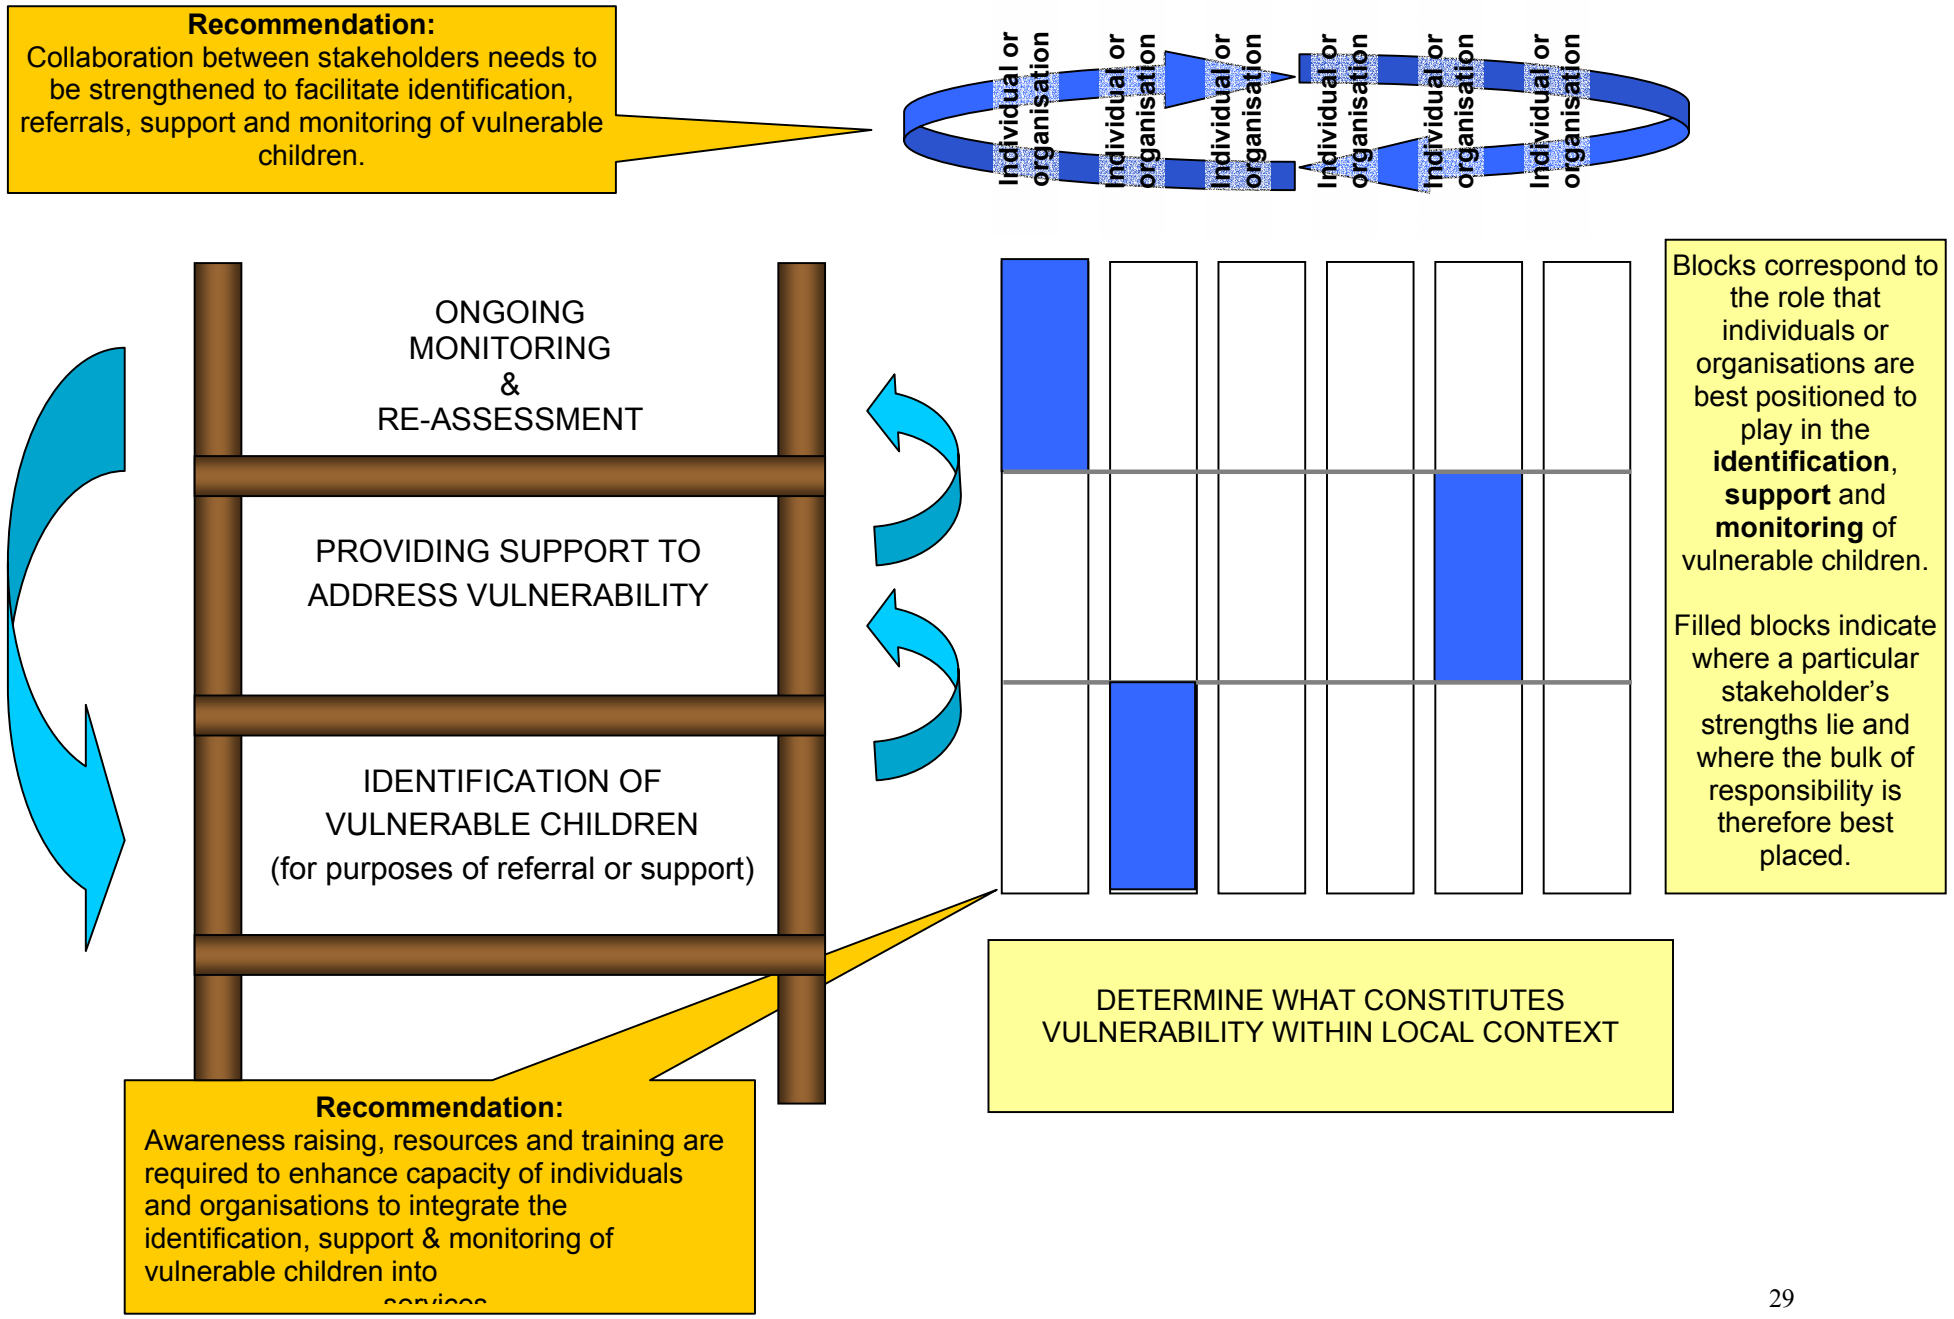 Recommendation:
Collaboration between stakeholders needs to
be strengthened to facilitate identification,
referrals, support and monitoring of vulnerable
children.
Individual or
organisation
Individual or
organisation
Individual or
organisation
Individual or
organisation
Individual or
organisation
Individual or
organisation
ONGOING
MONITORING
&
RE-ASSESSMENT
PROVIDING SUPPORT TO
ADDRESS VULNERABILITY
IDENTIFICATION OF
VULNERABLE CHILDREN
(for purposes of referral or support)
Blocks correspond to
the role that
individuals or
organisations are
best positioned to
play in the
identification,
support and
monitoring of
vulnerable children.
Filled blocks indicate
where a particular
stakeholder’s
strengths lie and
where the bulk of
responsibility is
therefore best
placed.
DETERMINE WHAT CONSTITUTES
VULNERABILITY WITHIN LOCAL CONTEXT
Recommendation:
Awareness raising, resources and training are
required to enhance capacity of individuals
and organisations to integrate the
identification, support & monitoring of
vulnerable children into
services
29